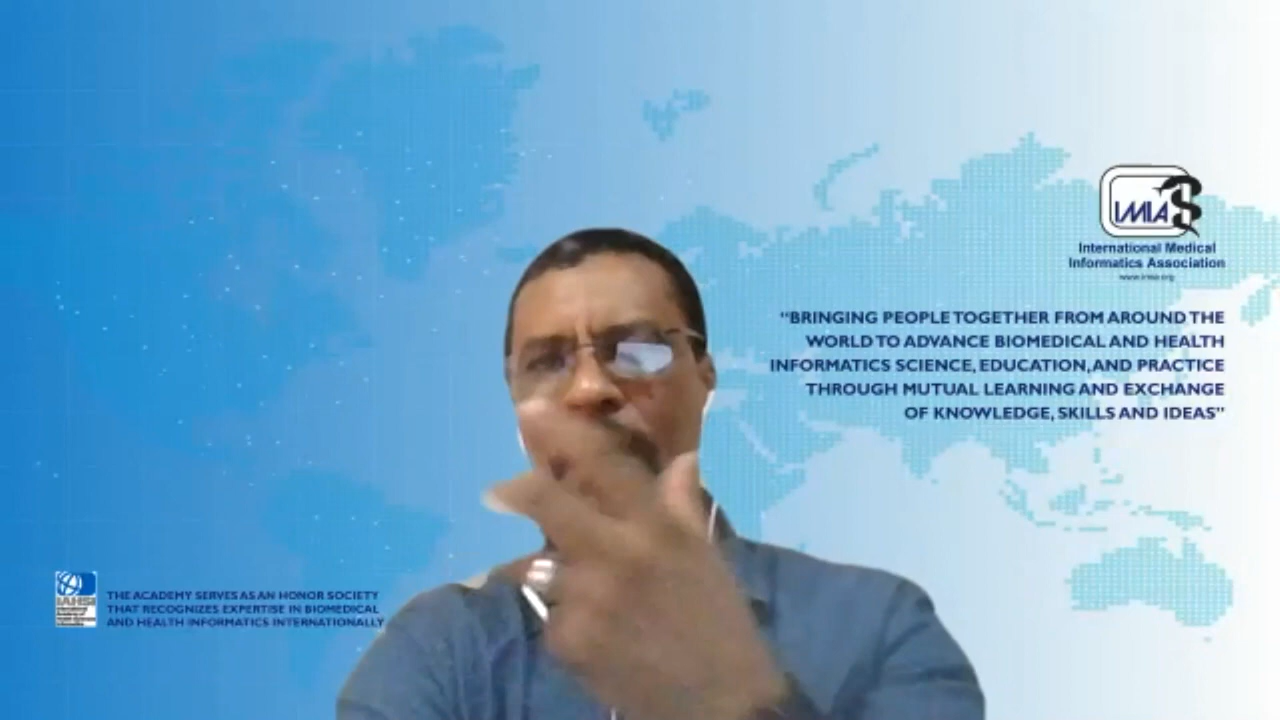 IMIA
International Medical
Informatics Association
www.imia.org
"BRINGING PEOPLE TOGETHER FROM AROUND THE
WORLD TO ADVANCE BIOMEDICAL AND HEALTH
INFORMATICS SCIENCE, EDUCATION, AND PRACTICE
THROUGH MUTUAL LEARNING AND EXCHANGE
OF KNOWLEDGE, SKILLS AND IDEAS"
IAHSI
THE ACADEMY SERVES AS AN HONOR SOCIETY
THAT RECOGNIZES EXPERTISE IN BIOMEDICAL
AND HEALTH INFORMATICS INTERNATIONALLY